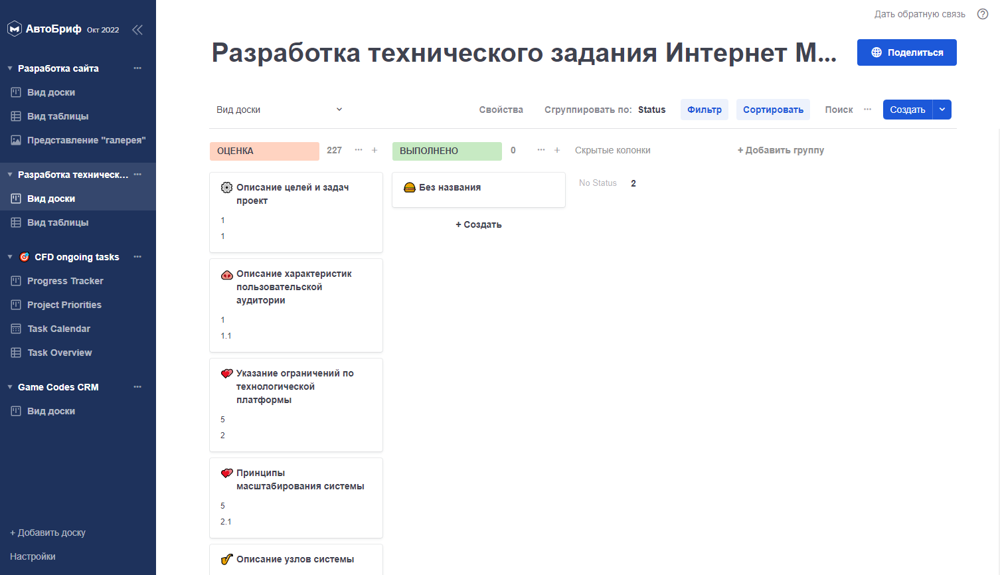 АвтоБриф Окт 2022
Разработка сайта
Вид доски
Вид таблицы
Представление "галерея"
Разработка техническ...
Вид доски
Вид таблицы
CFD ongoing tasks
Progress Tracker
Project Priorities
Task Calendar
Task Overview
Game Codes CRM
Вид доски
+ Добавить доску
Настройки
Дать обратную связь
Разработка технического задания Интернет М...
Поделиться
Вид доски
Свойства
Сгруппировать по: Status
Фильтр
Сортировать
Поиск
Создать
ОЦЕНКА 227
ВЫПОЛНЕНО 0
Скрытые колонки
+ Добавить группу
Описание целей и задач
проект
1
1
Описание характеристик
пользовательской
аудитории
1
1.1
Указание ограничений по
технологической
платформы
5
2
Принципы
масштабирования системы
5
2.1
Описание узлов системы
Без названия
+ Создать
No Status 2